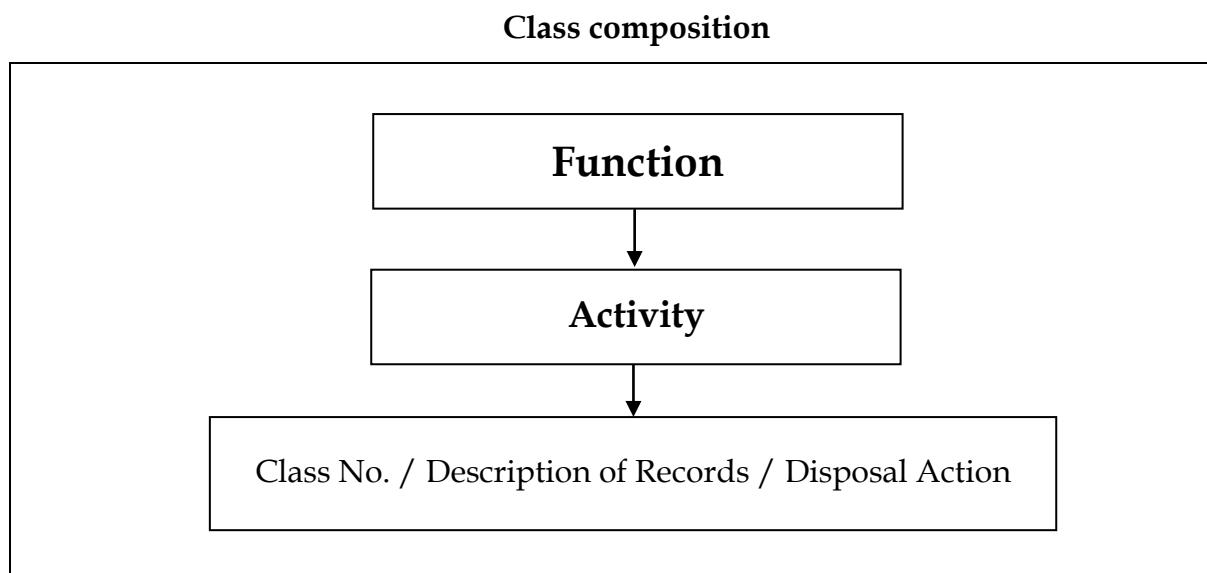 Class composition
Function
Activity
Class No. / Description of Records / Disposal Action